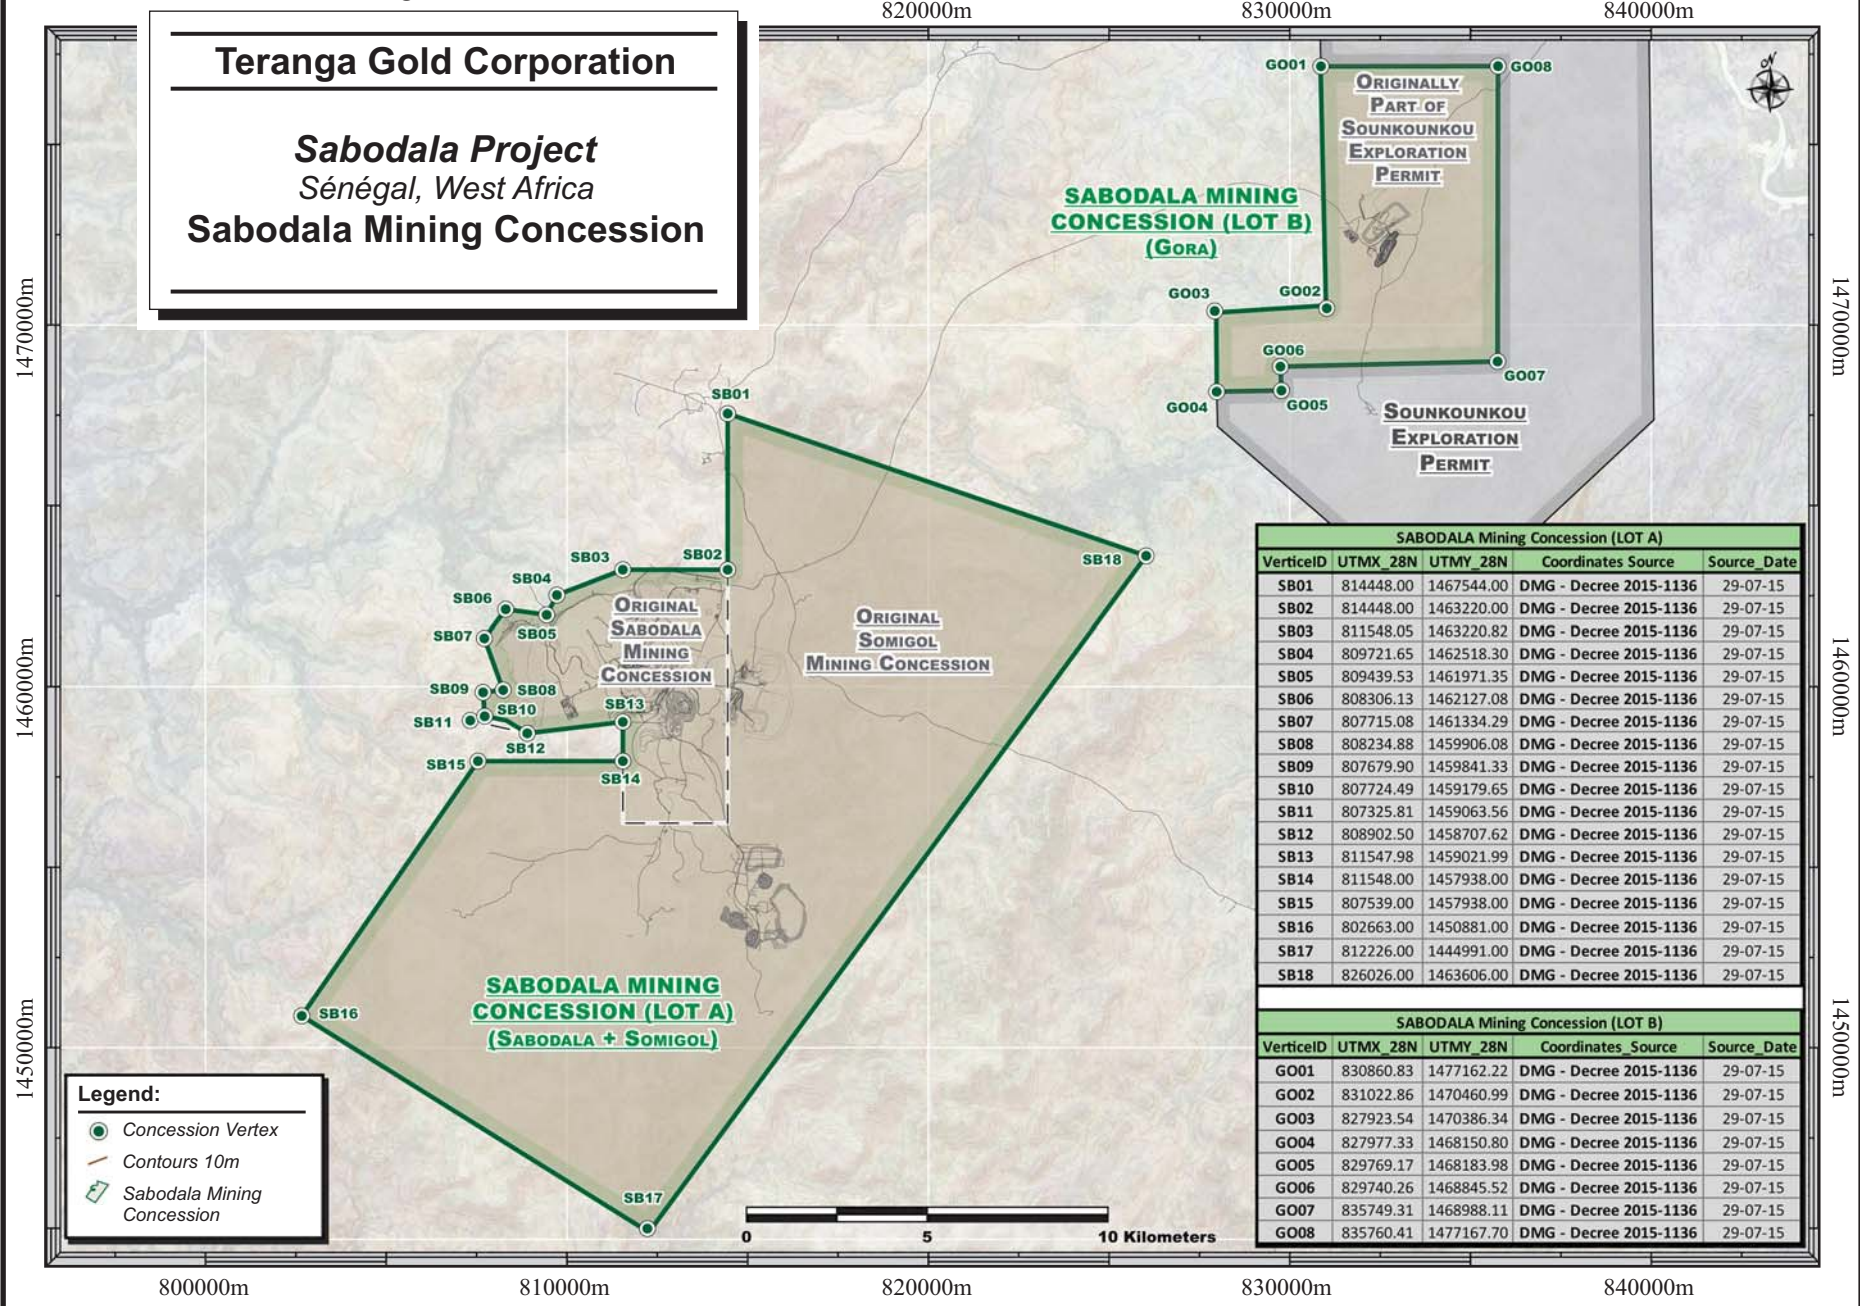 820000m
830000m
840000m
Teranga Gold Corporation
Sabodala Project
Sénégal, West Africa
Sabodala Mining Concession
N
GO01
GO08
ORIGINALLY
PART OF
SOUNKOUNKOU
EXPLORATION
PERMIT
SABODALA MINING
CONCESSION (LOT B)
(GORA)
GO03
GO02
1470000m
1470000m
GO06
GO07
GO04
GO05
SOUNKOUNKOU
EXPLORATION
PERMIT
SB01
SB03
SB02
SB18
SB04
SB06
SB05
SB07
ORIGINAL
SABODALA
MINING
CONCESSION
ORIGINAL
SOMIGOL
MINING CONCESSION
SB09
SB08
SB10
SB11
SB13
SB12
SB15
SB14
1460000m
1460000m
SABODALA MINING
CONCESSION (LOT A)
(SABODALA + SOMIGOL)
SB16
SB17
1450000m
1450000m
SABODALA Mining Concession (LOT A)
VerticeID UTMX_28N UTMY_28N Coordinates Source Source_Date
SB01 814448.00 1467544.00 DMG - Decree 2015-1136 29-07-15
SB02 814448.00 1463220.00 DMG - Decree 2015-1136 29-07-15
SB03 811548.05 1463220.82 DMG - Decree 2015-1136 29-07-15
SB04 809721.65 1462518.30 DMG - Decree 2015-1136 29-07-15
SB05 809439.53 1461971.35 DMG - Decree 2015-1136 29-07-15
SB06 808306.13 1462127.08 DMG - Decree 2015-1136 29-07-15
SB07 807715.08 1461334.29 DMG - Decree 2015-1136 29-07-15
SB08 808234.88 1459906.08 DMG - Decree 2015-1136 29-07-15
SB09 807679.90 1459841.33 DMG - Decree 2015-1136 29-07-15
SB10 807724.49 1459179.65 DMG - Decree 2015-1136 29-07-15
SB11 807325.81 1459063.56 DMG - Decree 2015-1136 29-07-15
SB12 808902.50 1458707.62 DMG - Decree 2015-1136 29-07-15
SB13 811547.98 1459021.99 DMG - Decree 2015-1136 29-07-15
SB14 811548.00 1457938.00 DMG - Decree 2015-1136 29-07-15
SB15 807539.00 1457938.00 DMG - Decree 2015-1136 29-07-15
SB16 802663.00 1450881.00 DMG - Decree 2015-1136 29-07-15
SB17 812226.00 1444991.00 DMG - Decree 2015-1136 29-07-15
SB18 826026.00 1463606.00 DMG - Decree 2015-1136 29-07-15
SABODALA Mining Concession (LOT B)
VerticeID UTMX_28N UTMY_28N Coordinates_Source Source_Date
GO01 830860.83 1477162.22 DMG - Decree 2015-1136 29-07-15
GO02 831022.86 1470460.99 DMG - Decree 2015-1136 29-07-15
GO03 827923.54 1470386.34 DMG - Decree 2015-1136 29-07-15
GO04 827977.33 1468150.80 DMG - Decree 2015-1136 29-07-15
GO05 829769.17 1468183.98 DMG - Decree 2015-1136 29-07-15
GO06 829740.26 1468845.52 DMG - Decree 2015-1136 29-07-15
GO07 835749.31 1468988.11 DMG - Decree 2015-1136 29-07-15
GO08 835760.41 1477167.70 DMG - Decree 2015-1136 29-07-15
Legend:
Concession Vertex
Contours 10m
Sabodala Mining
Concession
0 5 10 Kilometers
800000m
810000m
820000m
830000m
840000m